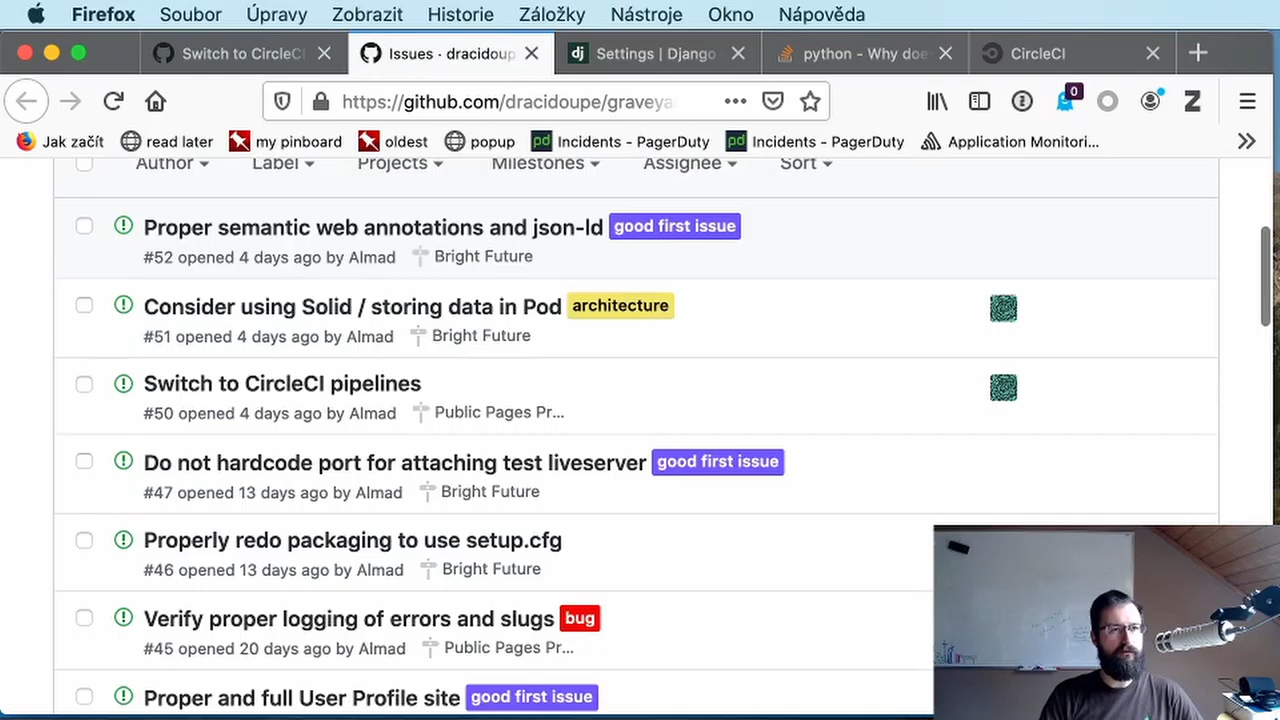 Firefox Soubor Úpravy Zobrazit Historie Záložky Nástroje Okno Nápověda
Switch to CircleCI Issues · dracidoup Settings | Django python - Why doe CircleCI
https://github.com/dracidoupe/graveya 0
Jak začít read later my pinboard oldest popup Incidents - PagerDuty Incidents - PagerDuty Application Monitori...
Author Label Projects Milestones Assignee Sort
Proper semantic web annotations and json-ld good first issue
#52 opened 4 days ago by Almad Bright Future
Consider using Solid / storing data in Pod architecture
#51 opened 4 days ago by Almad Bright Future
Switch to CircleCI pipelines
#50 opened 4 days ago by Almad Public Pages Pr...
Do not hardcode port for attaching test liveserver good first issue
#47 opened 13 days ago by Almad Bright Future
Properly redo packaging to use setup.cfg
#46 opened 13 days ago by Almad Bright Future
Verify proper logging of errors and slugs bug
#45 opened 20 days ago by Almad Public Pages Pr...
Proper and full User Profile site good first issue